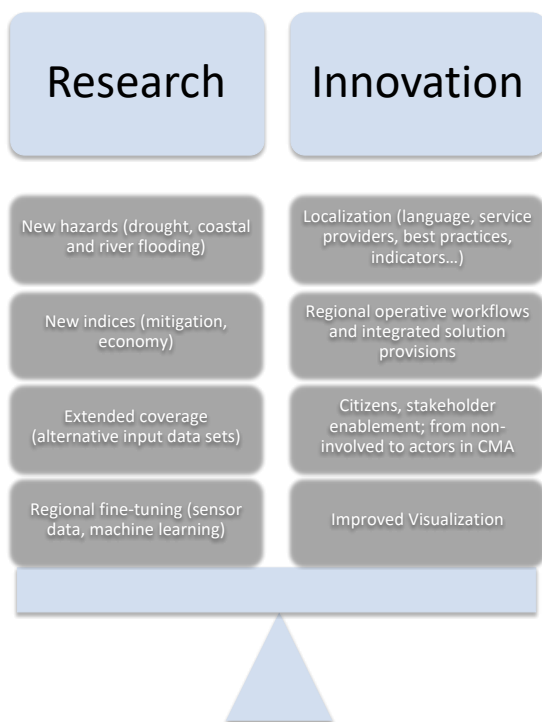 Research
New hazards (drought, coastal
and river flooding)
New indices (mitigation,
economy)
Extended coverage
(alternative input data sets)
Regional fine-tuning (sensor
data, machine learning)
Innovation
Localization (language, service
providers, best practices,
indicators...)
Regional operative workflows
and integrated solution
provisions
Citizens, stakeholder
enablement; from non-
involved to actors in CMA
Improved Visualization